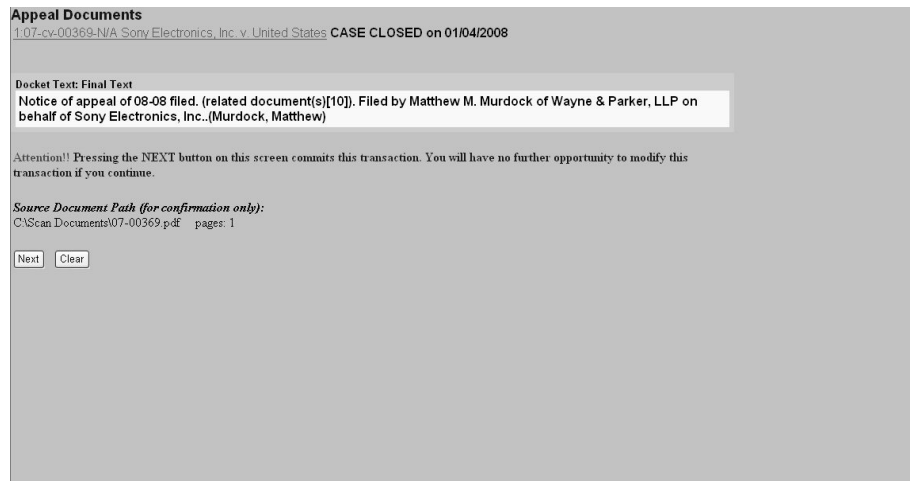 Appeal Documents
1:07-cv-00369-N/A Sony Electronics, Inc. v. United States CASE CLOSED on 01/04/2008
Docket Text: Final Text
Notice of appeal of 08-08 filed. (related document(s)[10]). Filed by Matthew M. Murdock of Wayne & Parker, LLP on
behalf of Sony Electronics, Inc..(Murdock, Matthew)
Attention!! Pressing the NEXT button on this screen commits this transaction. You will have no further opportunity to modify this
transaction if you continue.
Source Document Path (for confirmation only):
C:\Scan Documents\07-00369.pdf pages: 1
Next Clear